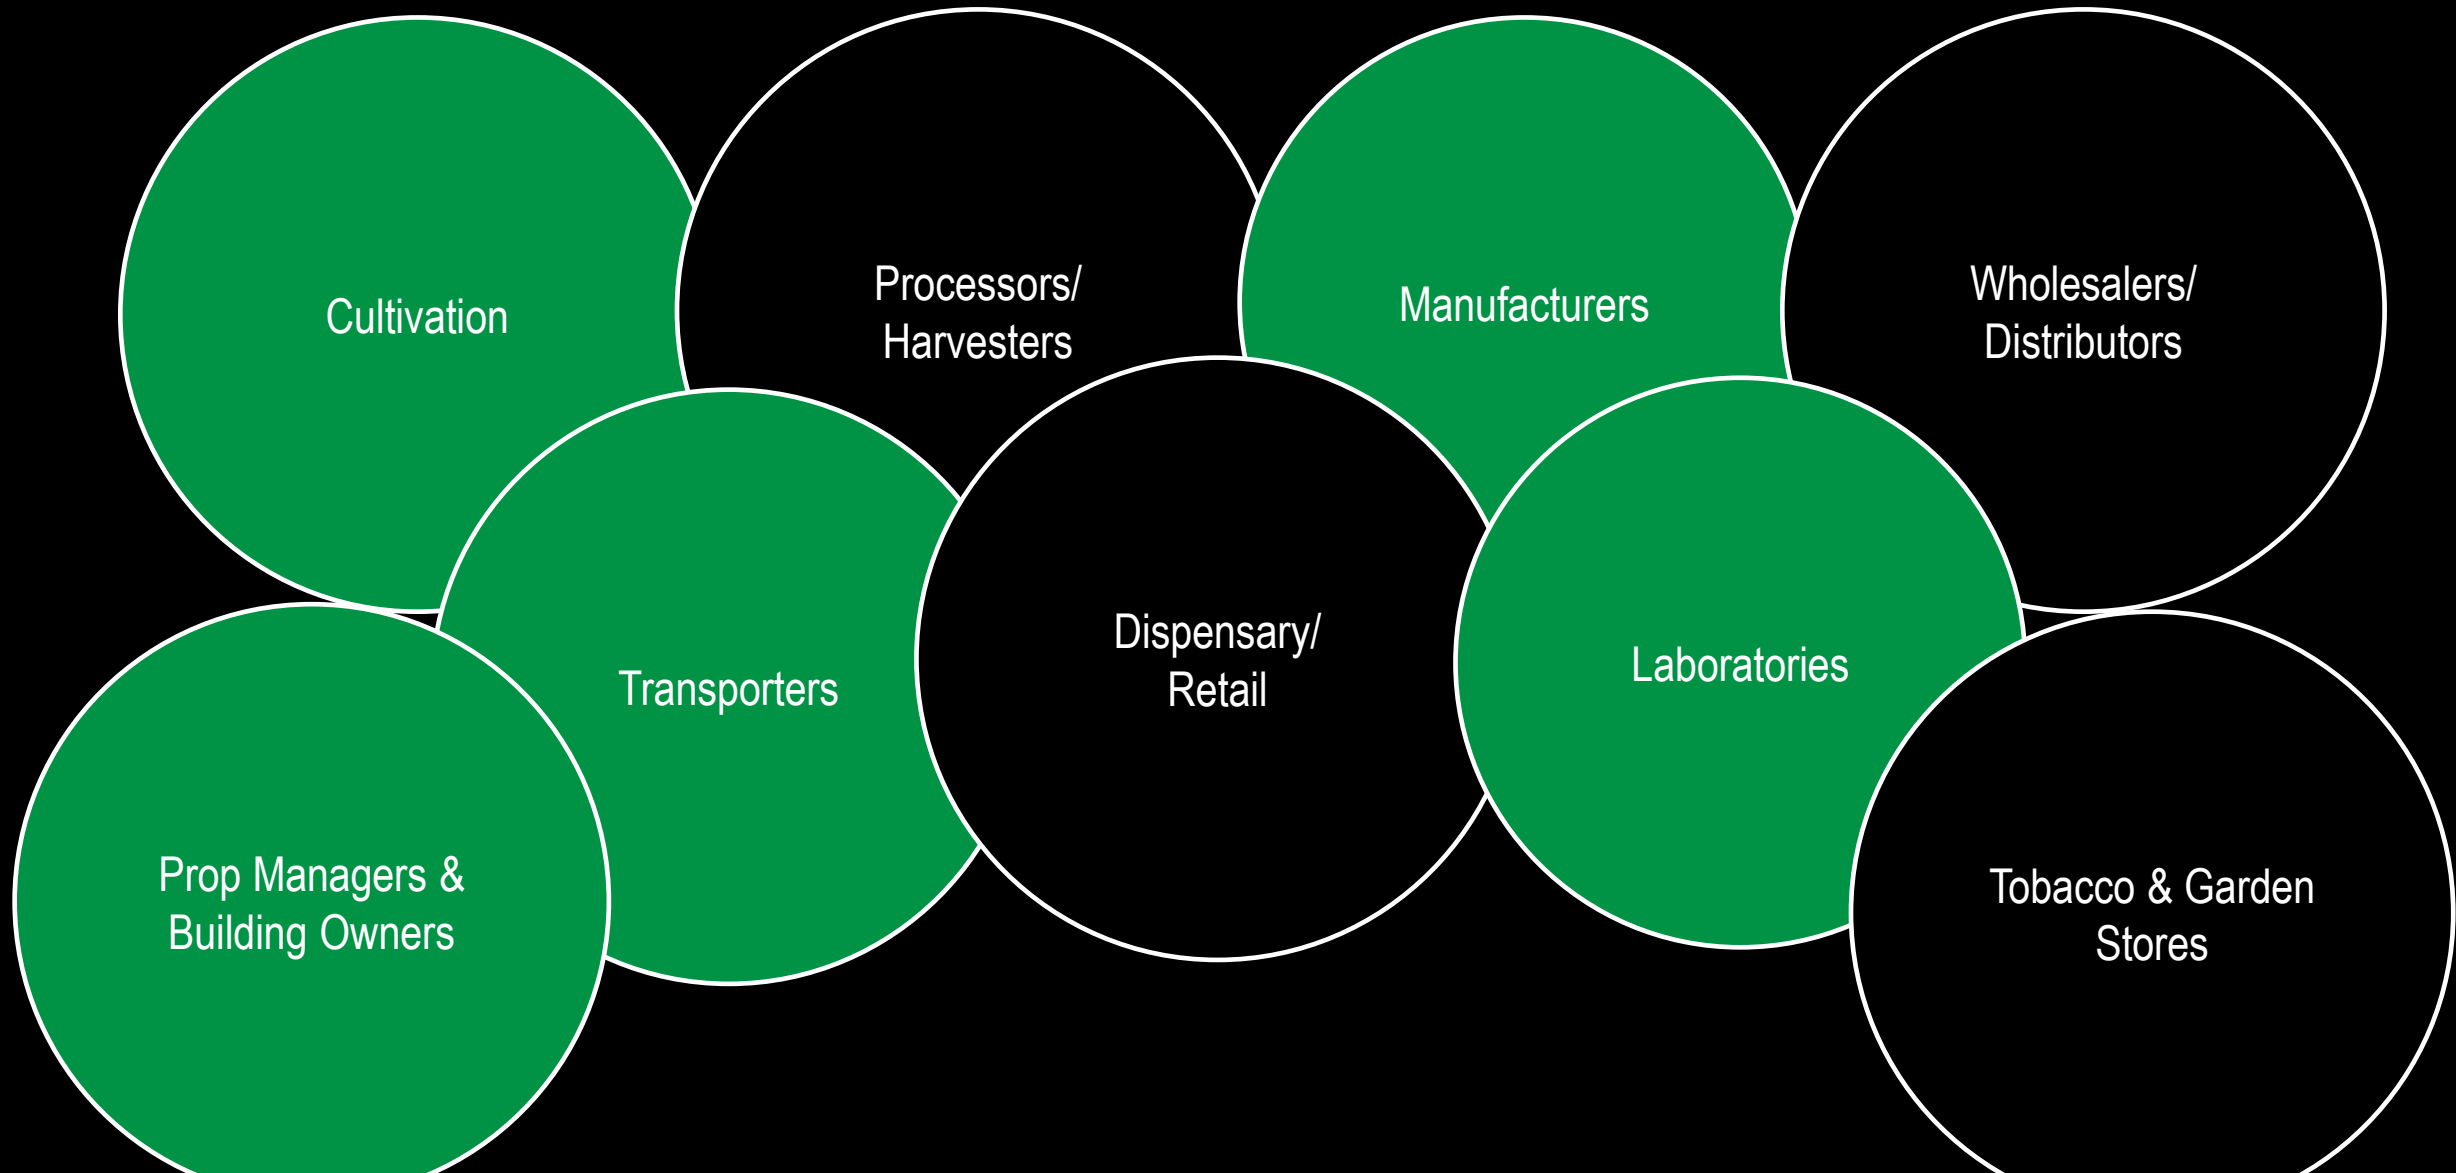 Cultivation
Processors/
Harvesters
Manufacturers
Wholesalers/
Distributors
Transporters
Dispensary/
Retail
Laboratories
Prop Managers &
Building Owners
Tobacco & Garden
Stores